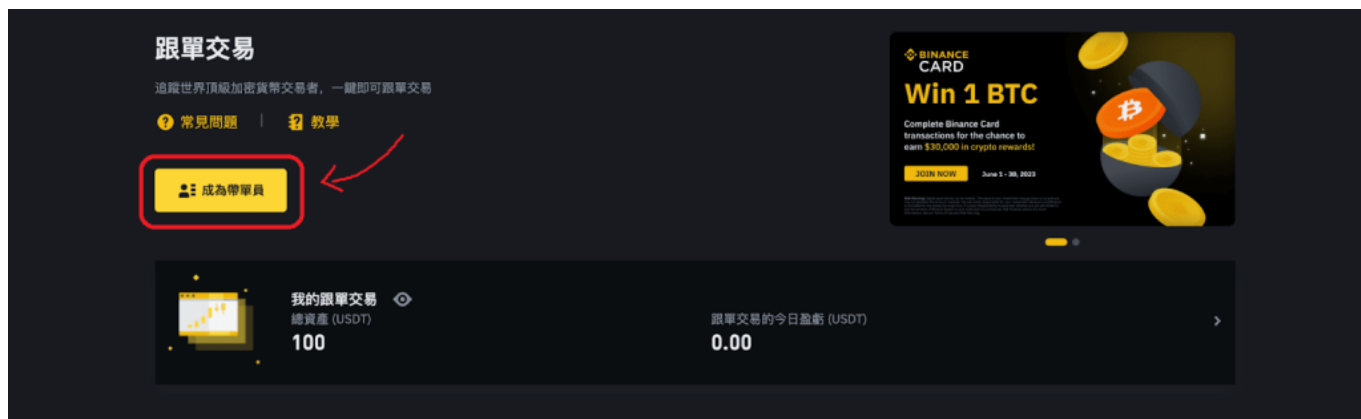 跟單交易
追蹤世界頂級加密貨幣交易者，一鍵即可跟單交易
常見問題
教學
成為帶單員
BINANCE
CARD
Win 1 BTC
Complete Binance Card
transactions for the chance to
earn $30,000 in crypto rewards!
JOIN NOW
June 1 - 30, 2023
我的跟單交易
總資產 (USDT)
100
跟單交易的今日盈虧 (USDT)
0.00